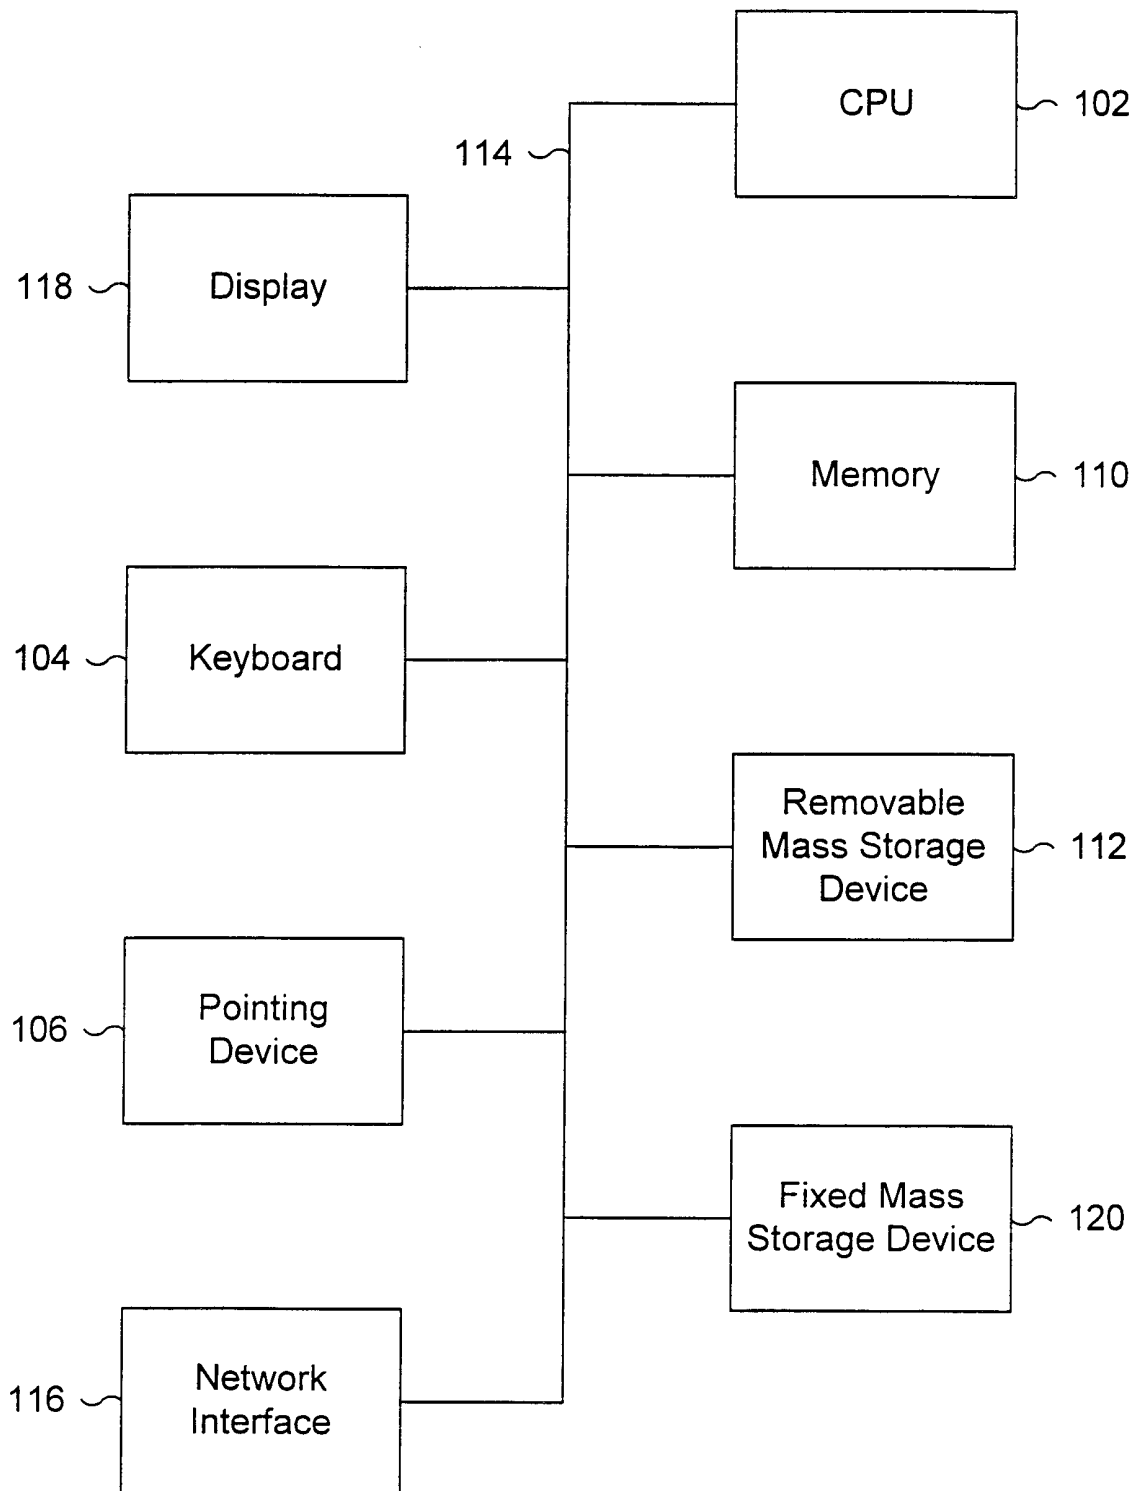 CPU
102
114
118
Display
Memory
110
104
Keyboard
Removable
Mass Storage
Device
112
106
Pointing
Device
Fixed Mass
Storage Device
120
116
Network
Interface